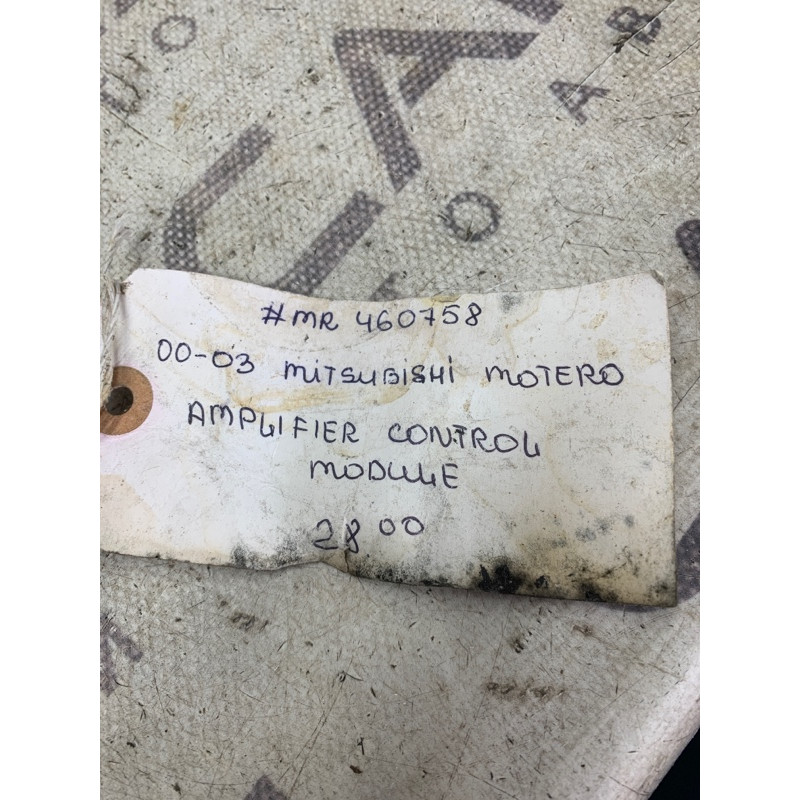 #MR 460758
00-03 MiTSUBISHi MOTERO
AMPLIFIER CONTROL
MODULE
28 00